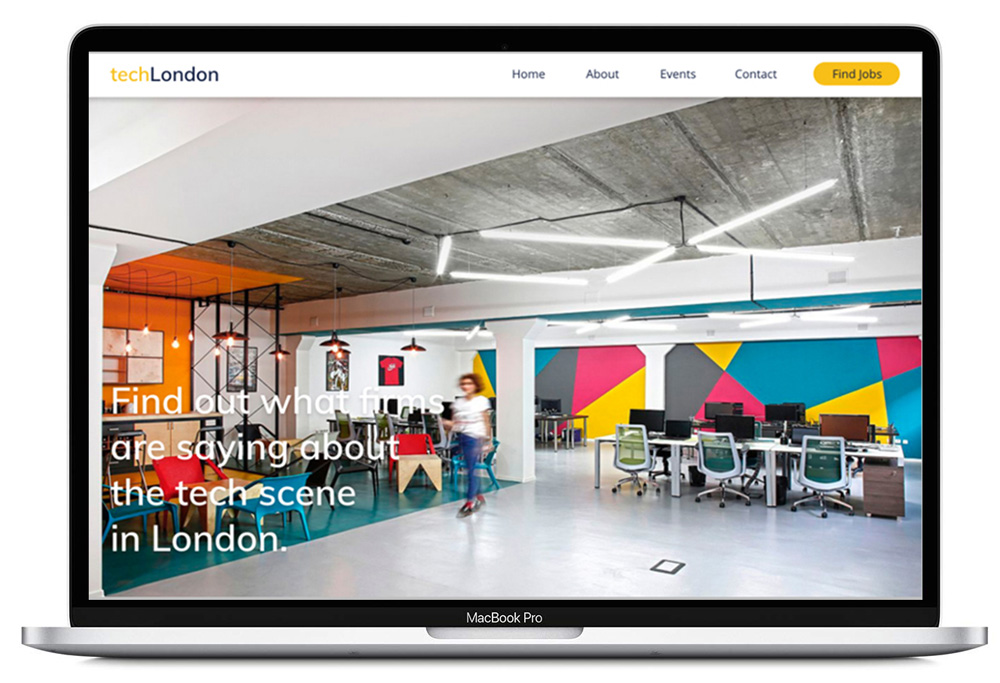 techLondon
Home
About
Events
Contact
Find Jobs
Find out what firms
are saying about
the tech scene
in London.
MacBook Pro